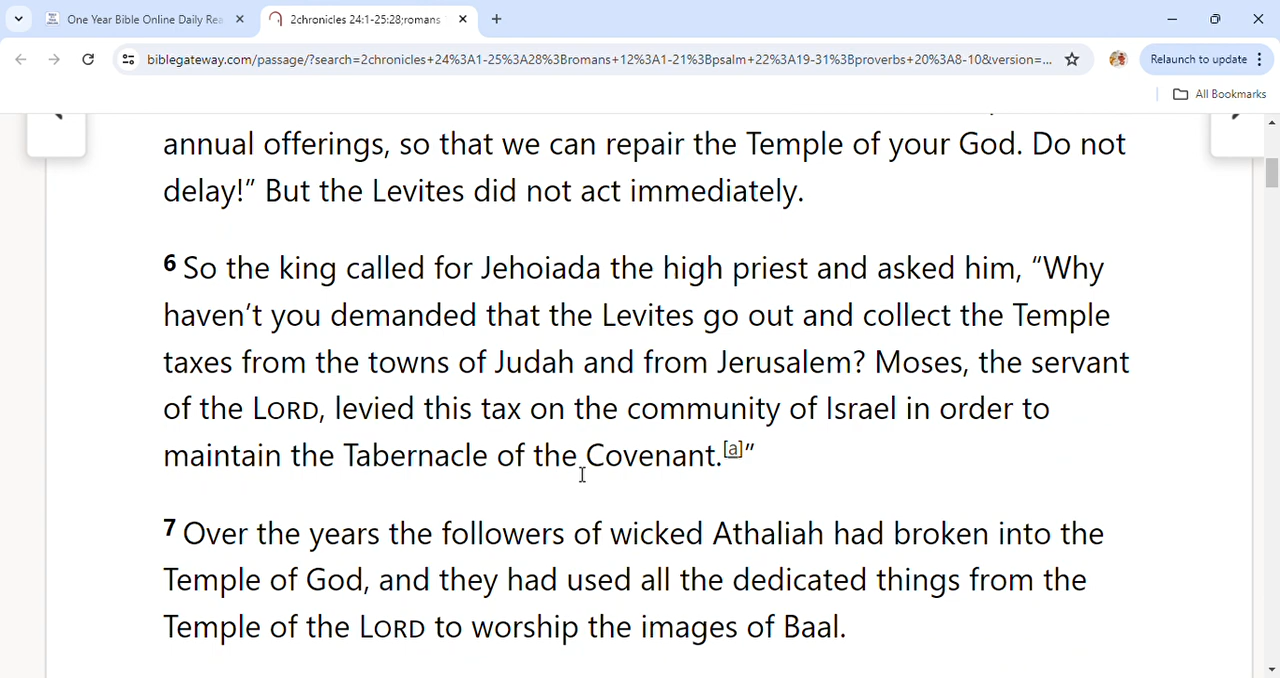 One Year Bible Online Daily Rea
2chronicles 24:1-25:28;romans
biblegateway.com/passage/?search=2chronicles+24%3A1-25%3A28%3Bromans+12%3A1-21%3Bpsalm+22%3A19-31%3Bproverbs+20%3A8-10&version=...
Relaunch to update
All Bookmarks
annual offerings, so that we can repair the Temple of your God. Do not
delay!” But the Levites did not act immediately.
6 So the king called for Jehoiada the high priest and asked him, “Why
haven’t you demanded that the Levites go out and collect the Temple
taxes from the towns of Judah and from Jerusalem? Moses, the servant
of the LORD, levied this tax on the community of Israel in order to
maintain the Tabernacle of the Covenant.[a]”
7 Over the years the followers of wicked Athaliah had broken into the
Temple of God, and they had used all the dedicated things from the
Temple of the LORD to worship the images of Baal.